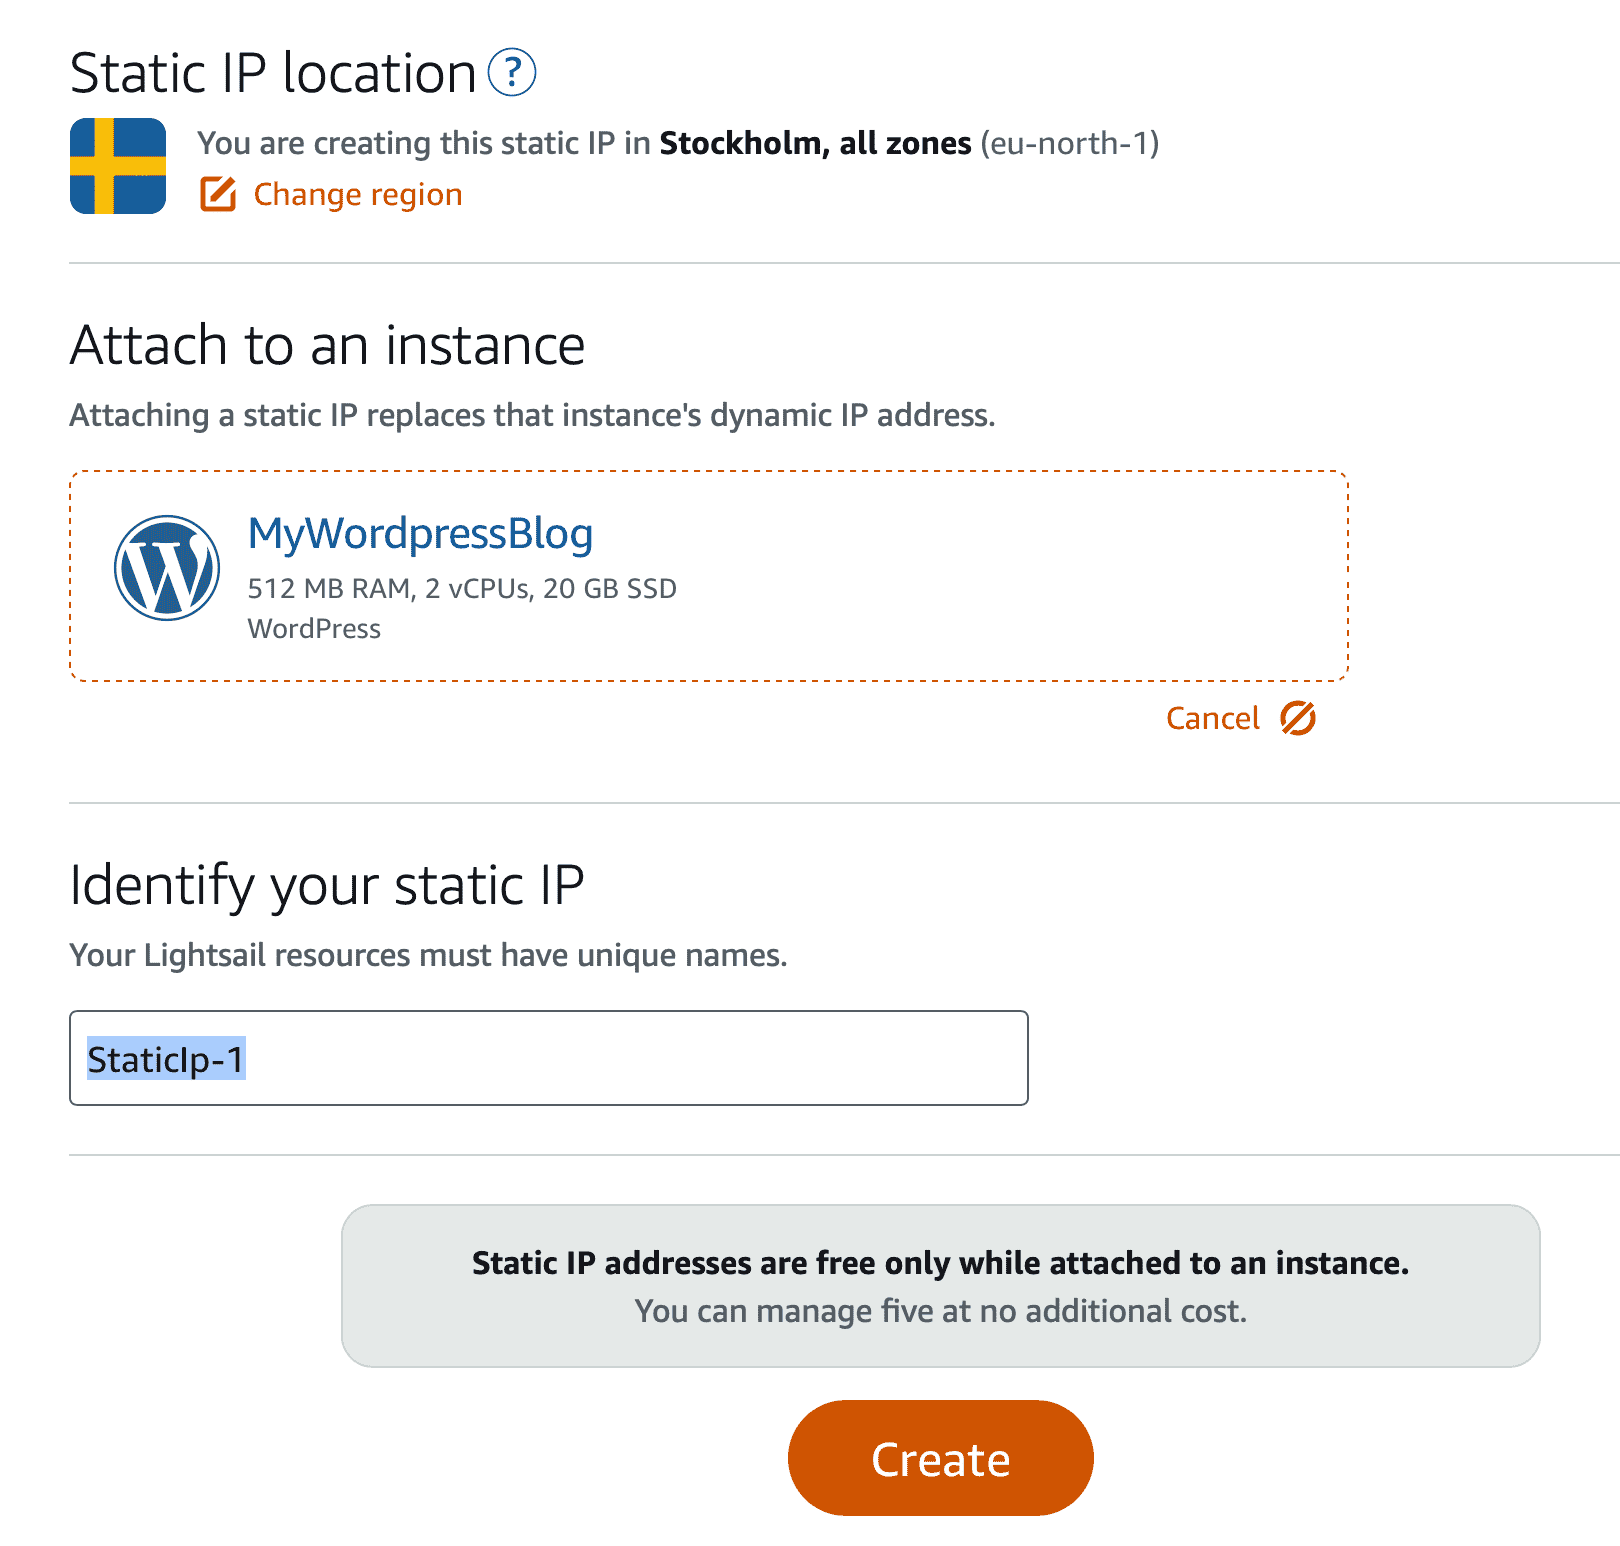 Static IP location ?
You are creating this static IP in Stockholm, all zones (eu-north-1)
Change region
Attach to an instance
Attaching a static IP replaces that instance's dynamic IP address.
MyWordpressBlog
512 MB RAM, 2 vCPUs, 20 GB SSD
WordPress
Cancel
Identify your static IP
Your Lightsail resources must have unique names.
StaticIp-1
Static IP addresses are free only while attached to an instance.
You can manage five at no additional cost.
Create